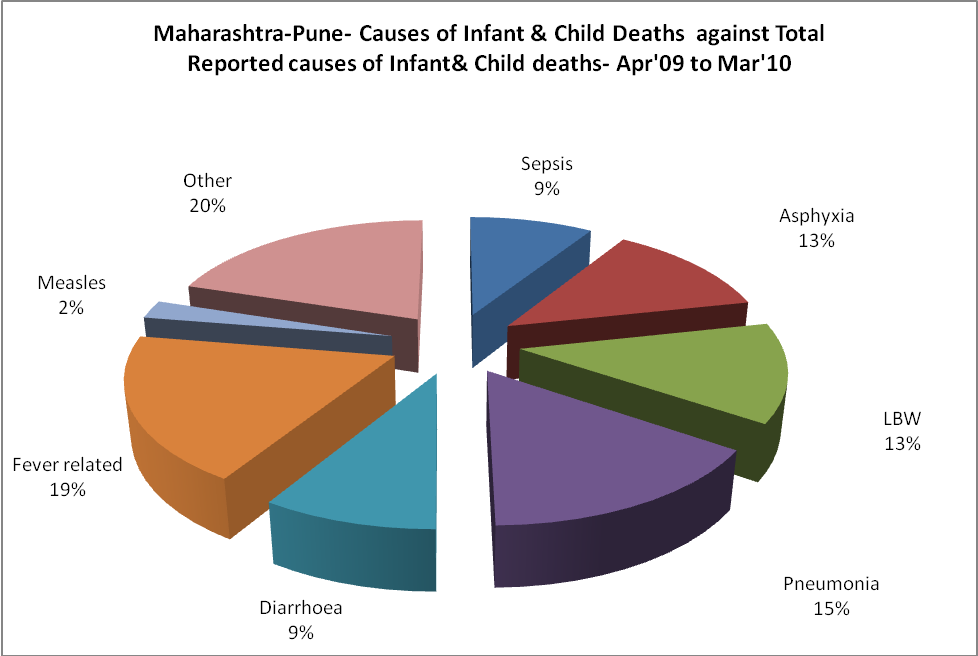 Maharashtra-Pune- Causes of Infant & Child Deaths  against Total
Reported causes of Infant& Child deaths- Apr'09 to Mar'10
Sepsis
9%
Asphyxia
13%
LBW
13%
Pneumonia
15%
Diarrhoea
9%
Fever related
19%
Measles
2%
Other
20%